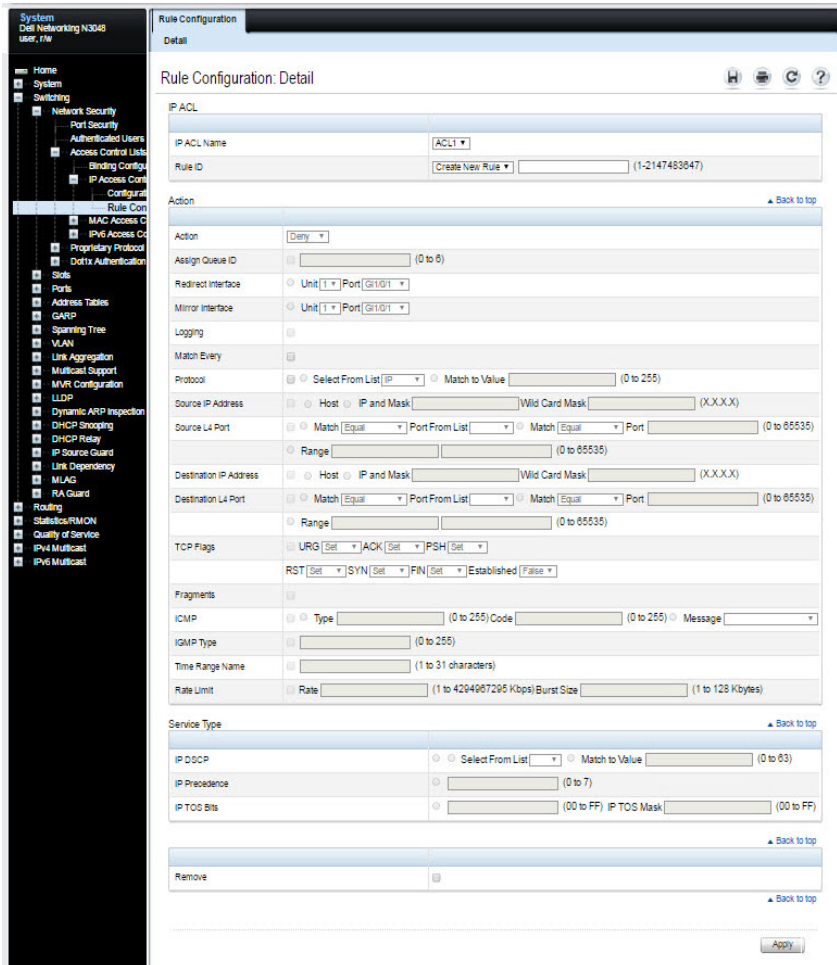 System
Dell Networking N3048
user, r/w
Home
System
Switching
Network Security
Port Security
Authenticated Users
Access Control Lists
Binding Configu
IP Access Cont
Configurat
Rule Con
MAC Access C
IPv6 Access Co
Proprietary Protocol
Dot1x Authentication
Slots
Ports
Address Tables
GARP
Spanning Tree
VLAN
Link Aggregation
Multicast Support
MVR Configuration
LLDP
Dynamic ARP Inspection
DHCP Snooping
DHCP Relay
IP Source Guard
Link Dependency
MLAG
RA Guard
Routing
Statistics/RMON
Quality of Service
IPv4 Multicast
IPv6 Multicast
Rule Configuration
Detail
Rule Configuration: Detail
?
IP ACL
IP ACL Name ACL1
Rule ID Create New Rule (1-2147483647)
Action Back to top
Action Deny
Assign Queue ID (0 to 6)
Redirect Interface Unit 1 Port Gi1/0/1
Mirror Interface Unit 1 Port Gi1/0/1
Logging
Match Every
Protocol Select From List IP Match to Value (0 to 255)
Source IP Address Host IP and Mask Wild Card Mask (X.X.X.X)
Source L4 Port Match Equal Port From List Match Equal Port (0 to 65535)
Range (0 to 65535)
Destination IP Address Host IP and Mask Wild Card Mask (X.X.X.X)
Destination L4 Port Match Equal Port From List Match Equal Port (0 to 65535)
Range (0 to 65535)
TCP Flags URG Set ACK Set PSH Set
RST Set SYN Set FIN Set Established False
Fragments
ICMP Type (0 to 255) Code (0 to 255) Message
IGMP Type (0 to 255)
Time Range Name (1 to 31 characters)
Rate Limit Rate (1 to 4294967295 Kbps) Burst Size (1 to 128 Kbytes)
Service Type Back to top
IP DSCP Select From List Match to Value (0 to 63)
IP Precedence (0 to 7)
IP TOS Bits (00 to FF) IP TOS Mask (00 to FF)
Back to top
Remove
Back to top
Apply